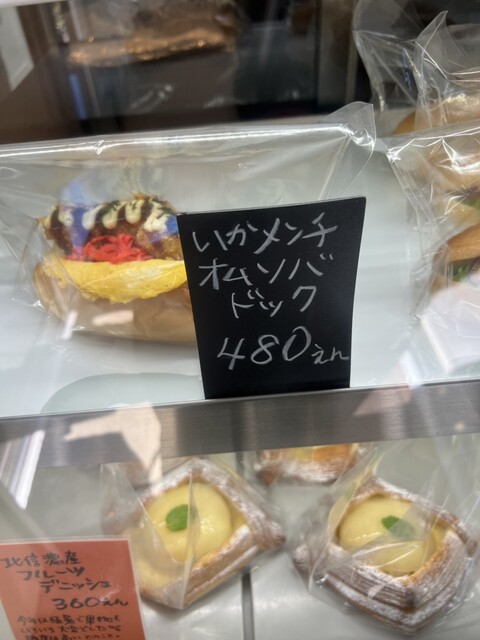 いかメンチ
オムソバ
ドック
480えん
北信濃産
フルーツ
デニッシュ
360えん